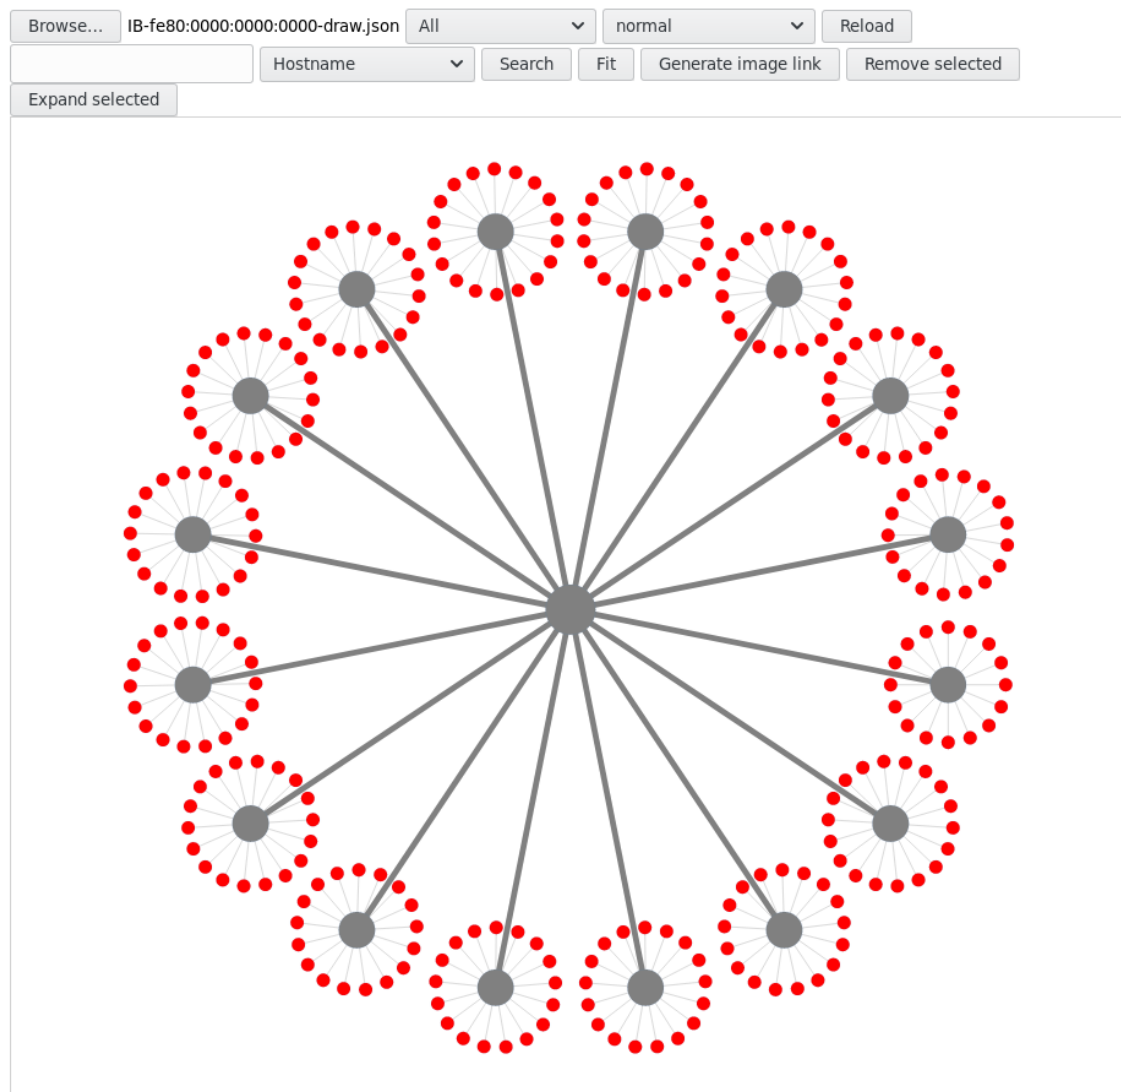 Browse... IB-fe80:0000:0000:0000-draw.json All normal Reload
Hostname Search Fit Generate image link Remove selected
Expand selected